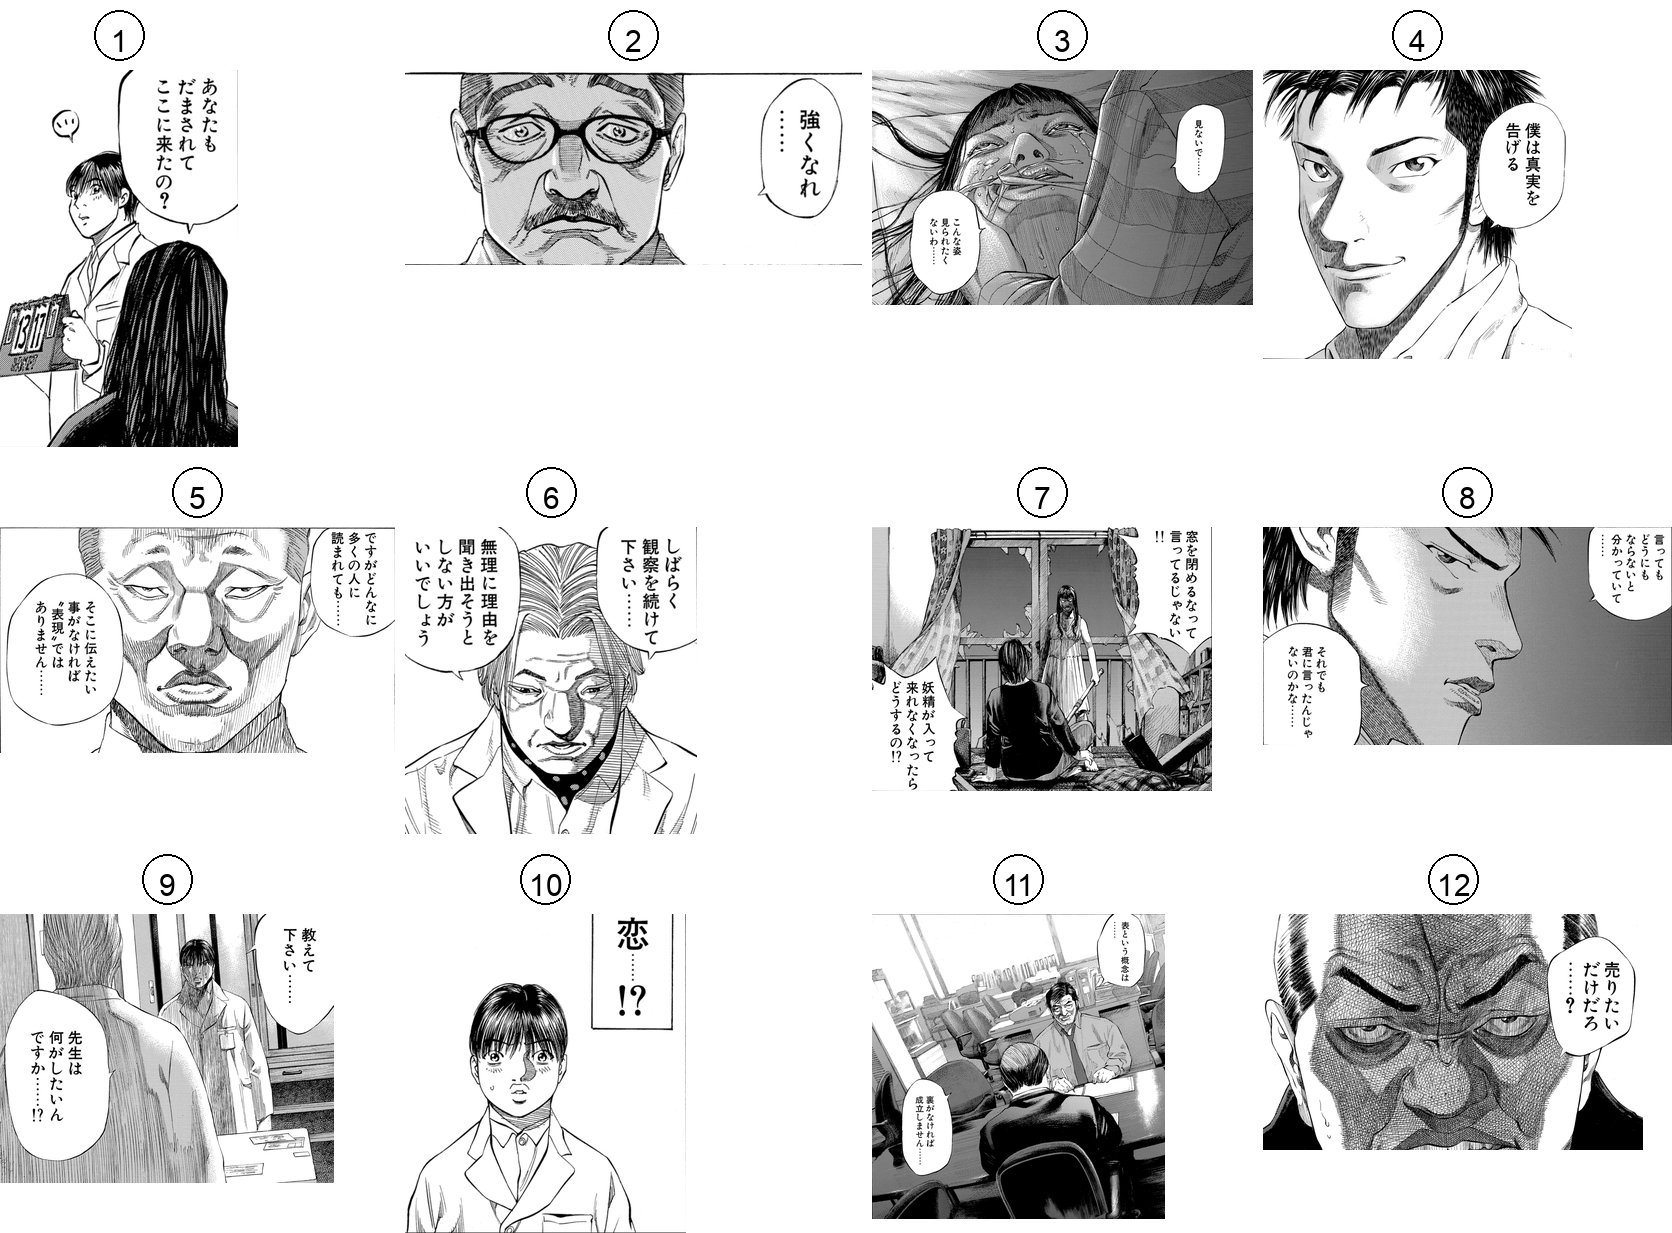 1
あなたも
だまされて
ここに来たの？
13
17
2
強くなれ
……
3
見ないで……
こんな姿
見られたく
ないわ……
4
僕は真実を
告げる
5
ですがどんなに
多くの人に
読まれても……
そこに伝えたい
事がなければ
〝表現〟では
ありません……
6
しばらく
観察を続けて
下さい……
無理に理由を
聞き出そうと
しない方が
いいでしょう
7
窓を閉めるなって
言ってるじゃない
!!
妖精が入って
来れなくなったら
どうするの!?
8
言っても
どうにも
ならないと
分かっていて
……
それでも
君に言ったんじゃ
ないのかな……
9
教えて
下さい……
先生は
何がしたいん
ですか……!?
10
恋……!?
11
表という概念は
……
裏がなければ
成立しません……
12
売りたい
だけだろ
……？